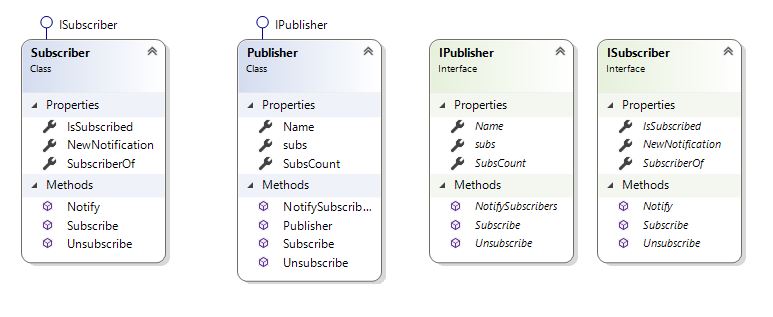 ISubscriber
Subscriber
Class
Properties
IsSubscribed
NewNotification
SubscriberOf
Methods
Notify
Subscribe
Unsubscribe
IPublisher
Publisher
Class
Properties
Name
subs
SubsCount
Methods
NotifySubscrib...
Publisher
Subscribe
Unsubscribe
IPublisher
Interface
Properties
Name
subs
SubsCount
Methods
NotifySubscribers
Subscribe
Unsubscribe
ISubscriber
Interface
Properties
IsSubscribed
NewNotification
SubscriberOf
Methods
Notify
Subscribe
Unsubscribe